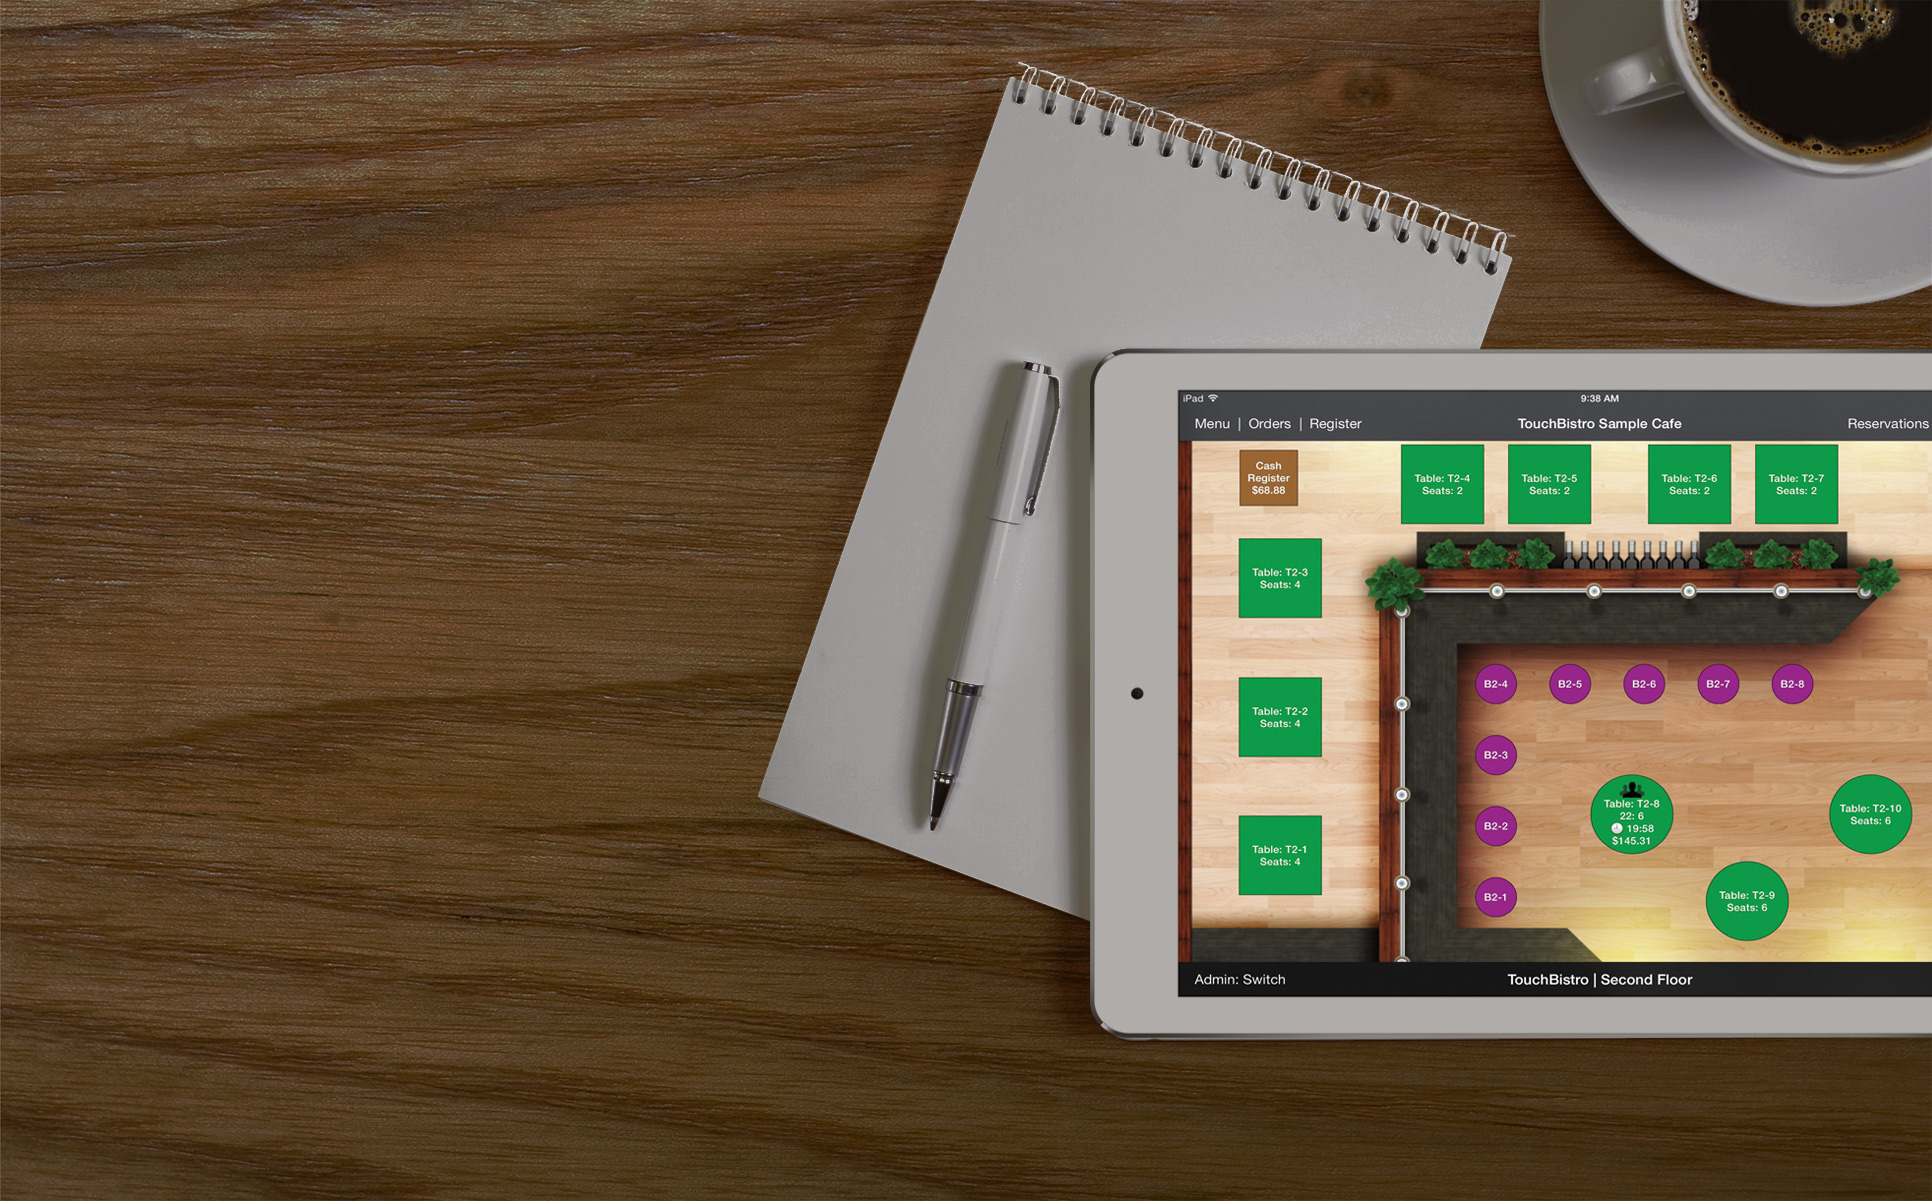 iPad
9:38 AM
Menu | Orders | Register
TouchBistro Sample Cafe
Reservations
Cash
Register
$68.88
Table: T2-4
Seats: 2
Table: T2-5
Seats: 2
Table: T2-6
Seats: 2
Table: T2-7
Seats: 2
Table: T2-3
Seats: 4
Table: T2-2
Seats: 4
Table: T2-1
Seats: 4
B2-4
B2-5
B2-6
B2-7
B2-8
B2-3
B2-2
B2-1
Table: T2-8
22: 6
19:58
$145.31
Table: T2-10
Seats: 6
Table: T2-9
Seats: 6
Admin: Switch
TouchBistro | Second Floor